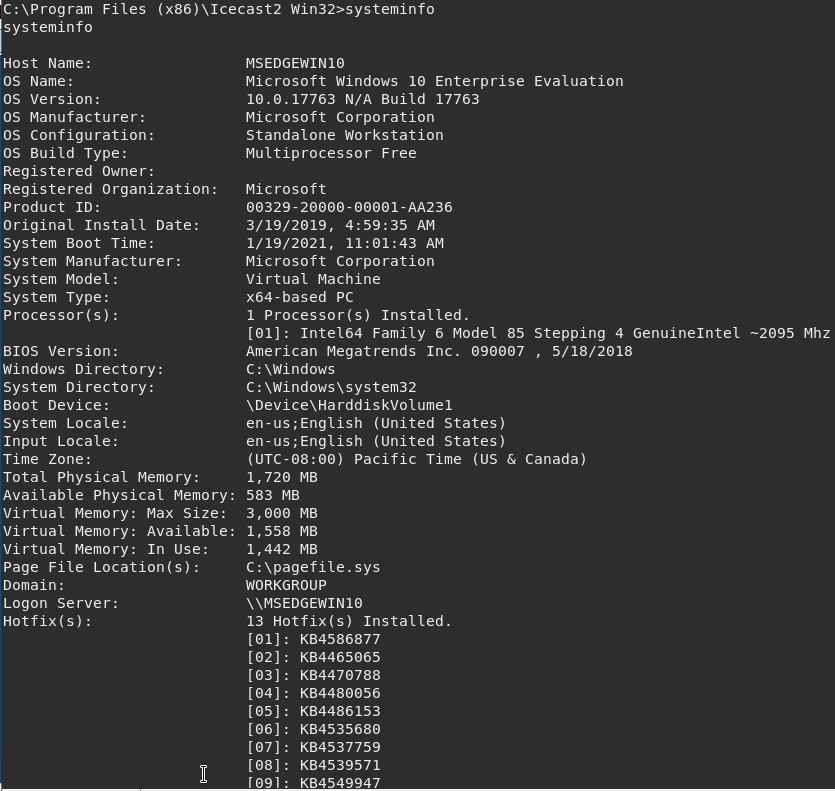 C:\Program Files (x86)\Icecast2 Win32>systeminfo
systeminfo
Host Name:                 MSEDGEWIN10
OS Name:                   Microsoft Windows 10 Enterprise Evaluation
OS Version:                10.0.17763 N/A Build 17763
OS Manufacturer:           Microsoft Corporation
OS Configuration:          Standalone Workstation
OS Build Type:             Multiprocessor Free
Registered Owner:
Registered Organization:   Microsoft
Product ID:                00329-20000-00001-AA236
Original Install Date:     3/19/2019, 4:59:35 AM
System Boot Time:          1/19/2021, 11:01:43 AM
System Manufacturer:       Microsoft Corporation
System Model:              Virtual Machine
System Type:               x64-based PC
Processor(s):              1 Processor(s) Installed.
                           [01]: Intel64 Family 6 Model 85 Stepping 4 GenuineIntel ~2095 Mhz
BIOS Version:              American Megatrends Inc. 090007 , 5/18/2018
Windows Directory:         C:\Windows
System Directory:          C:\Windows\system32
Boot Device:               \Device\HarddiskVolume1
System Locale:             en-us;English (United States)
Input Locale:              en-us;English (United States)
Time Zone:                 (UTC-08:00) Pacific Time (US & Canada)
Total Physical Memory:     1,720 MB
Available Physical Memory: 583 MB
Virtual Memory: Max Size:  3,000 MB
Virtual Memory: Available: 1,558 MB
Virtual Memory: In Use:    1,442 MB
Page File Location(s):     C:\pagefile.sys
Domain:                    WORKGROUP
Logon Server:              \\MSEDGEWIN10
Hotfix(s):                 13 Hotfix(s) Installed.
                           [01]: KB4586877
                           [02]: KB4465065
                           [03]: KB4470788
                           [04]: KB4480056
                           [05]: KB4486153
                           [06]: KB4535680
                           [07]: KB4537759
                           [08]: KB4539571
                           [09]: KB4549947